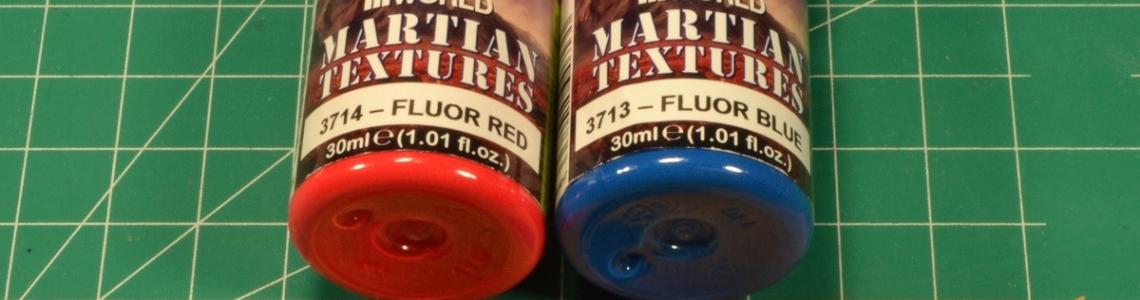 MARTIAN
TEXTURES
3714 – FLUOR RED
30ml ℮ (1.01 fl.oz.)
MARTIAN
TEXTURES
3713 – FLUOR BLUE
30ml ℮ (1.01 fl.oz.)